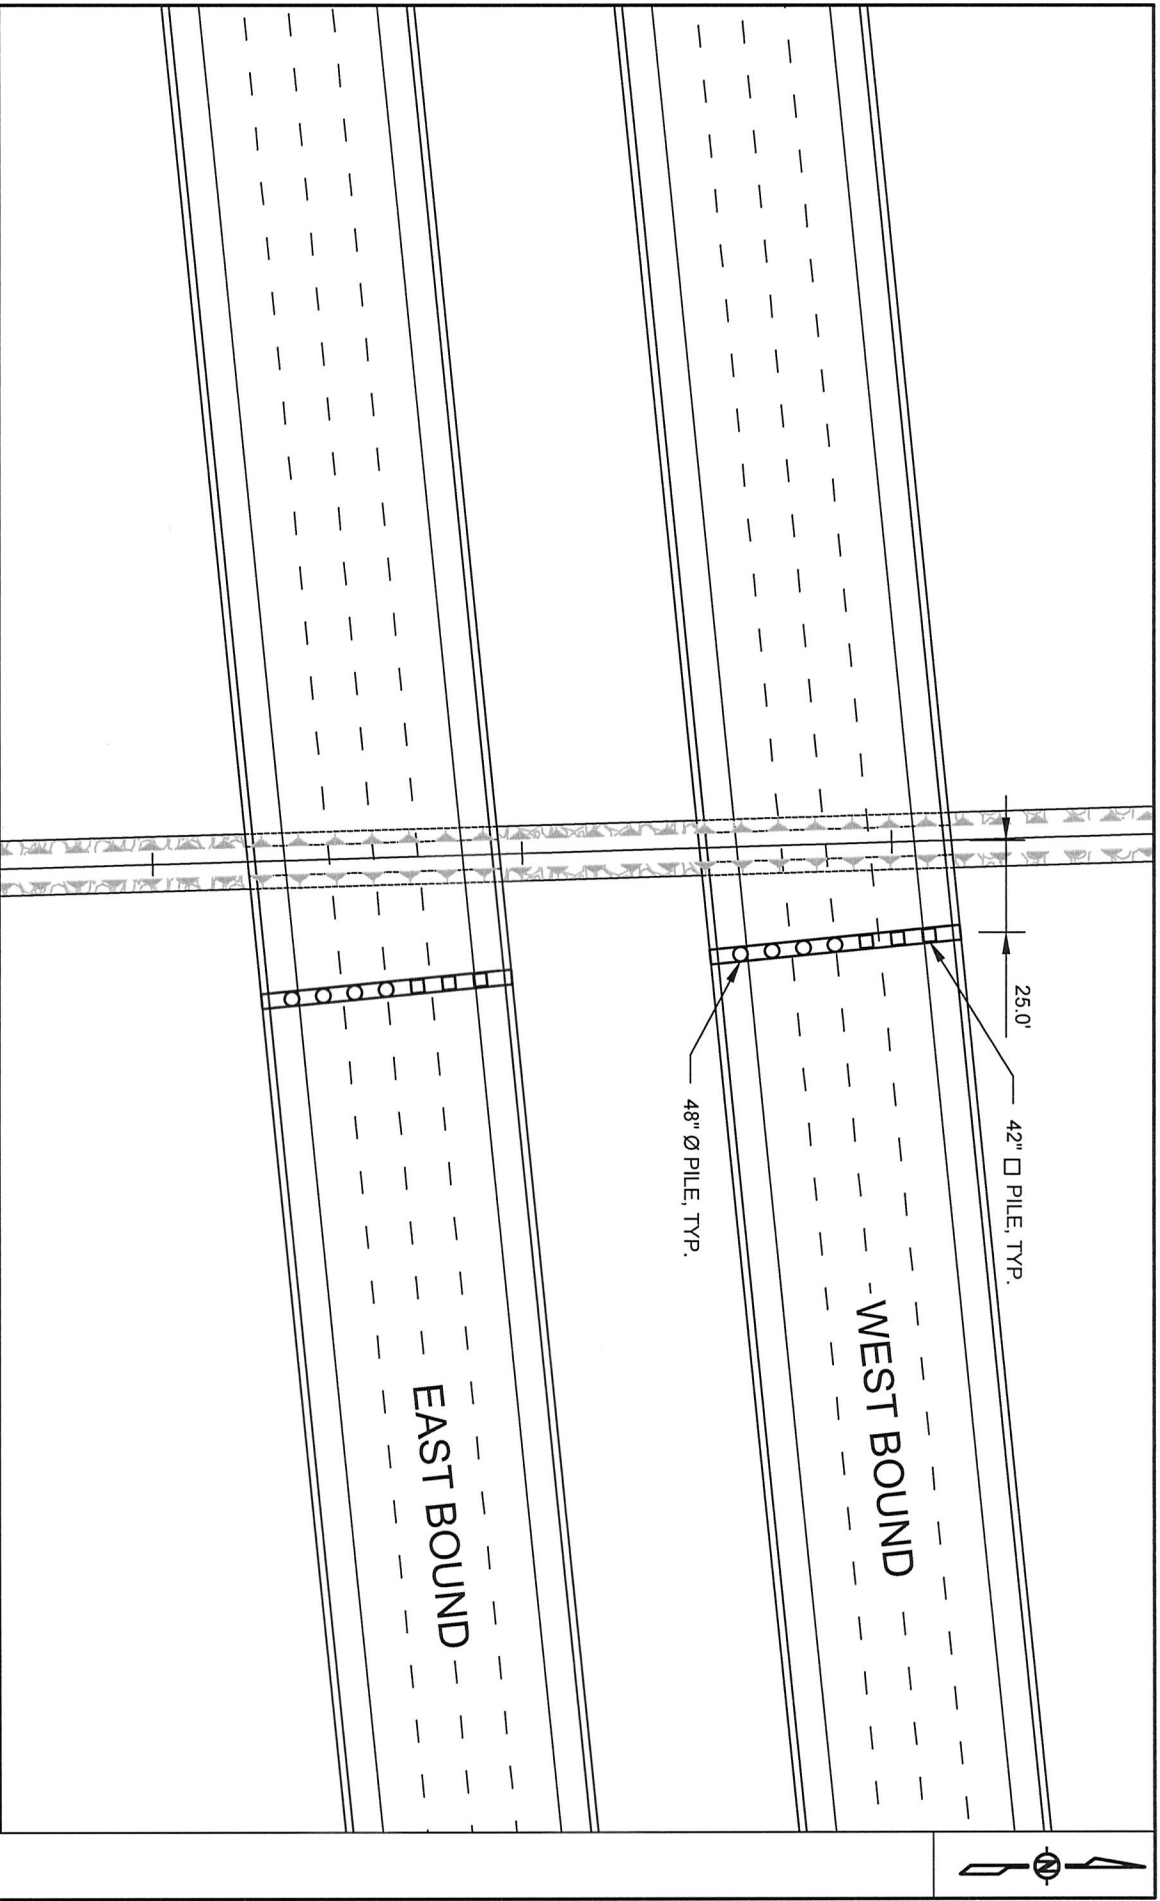 25.0'
42" □ PILE, TYP.
48" Ø PILE, TYP.
WEST BOUND
EAST BOUND
N